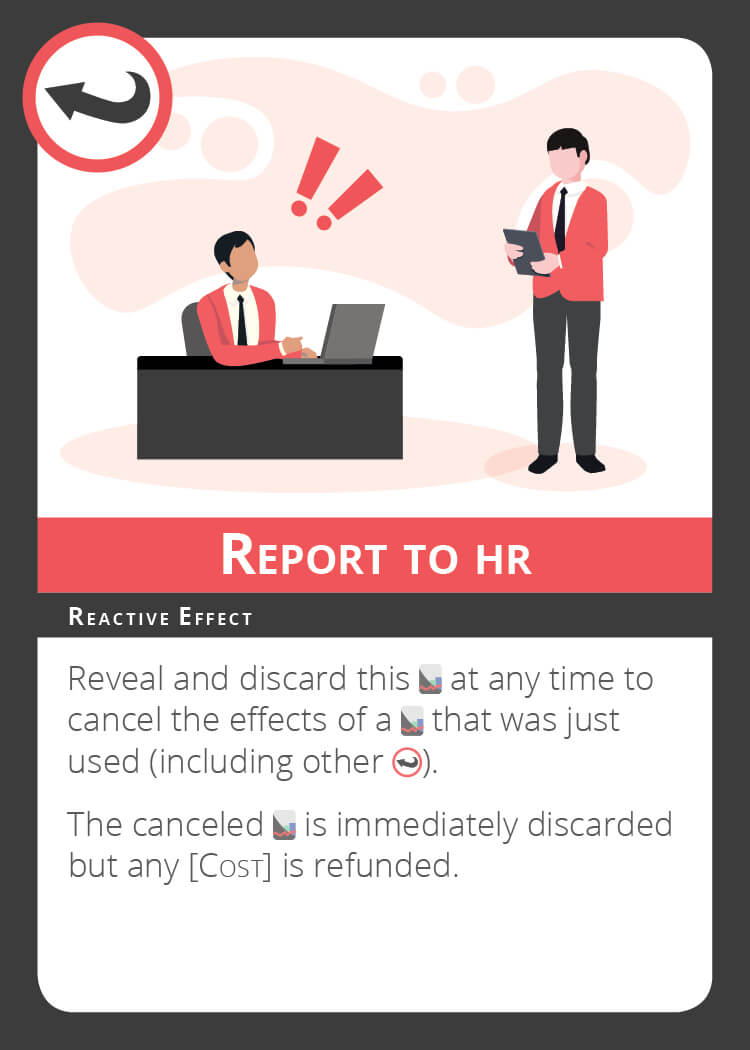 Report to HR
Reactive Effect
Reveal and discard this at any time to
cancel the effects of a that was just
used (including other ).
The canceled is immediately discarded
but any [Cost] is refunded.